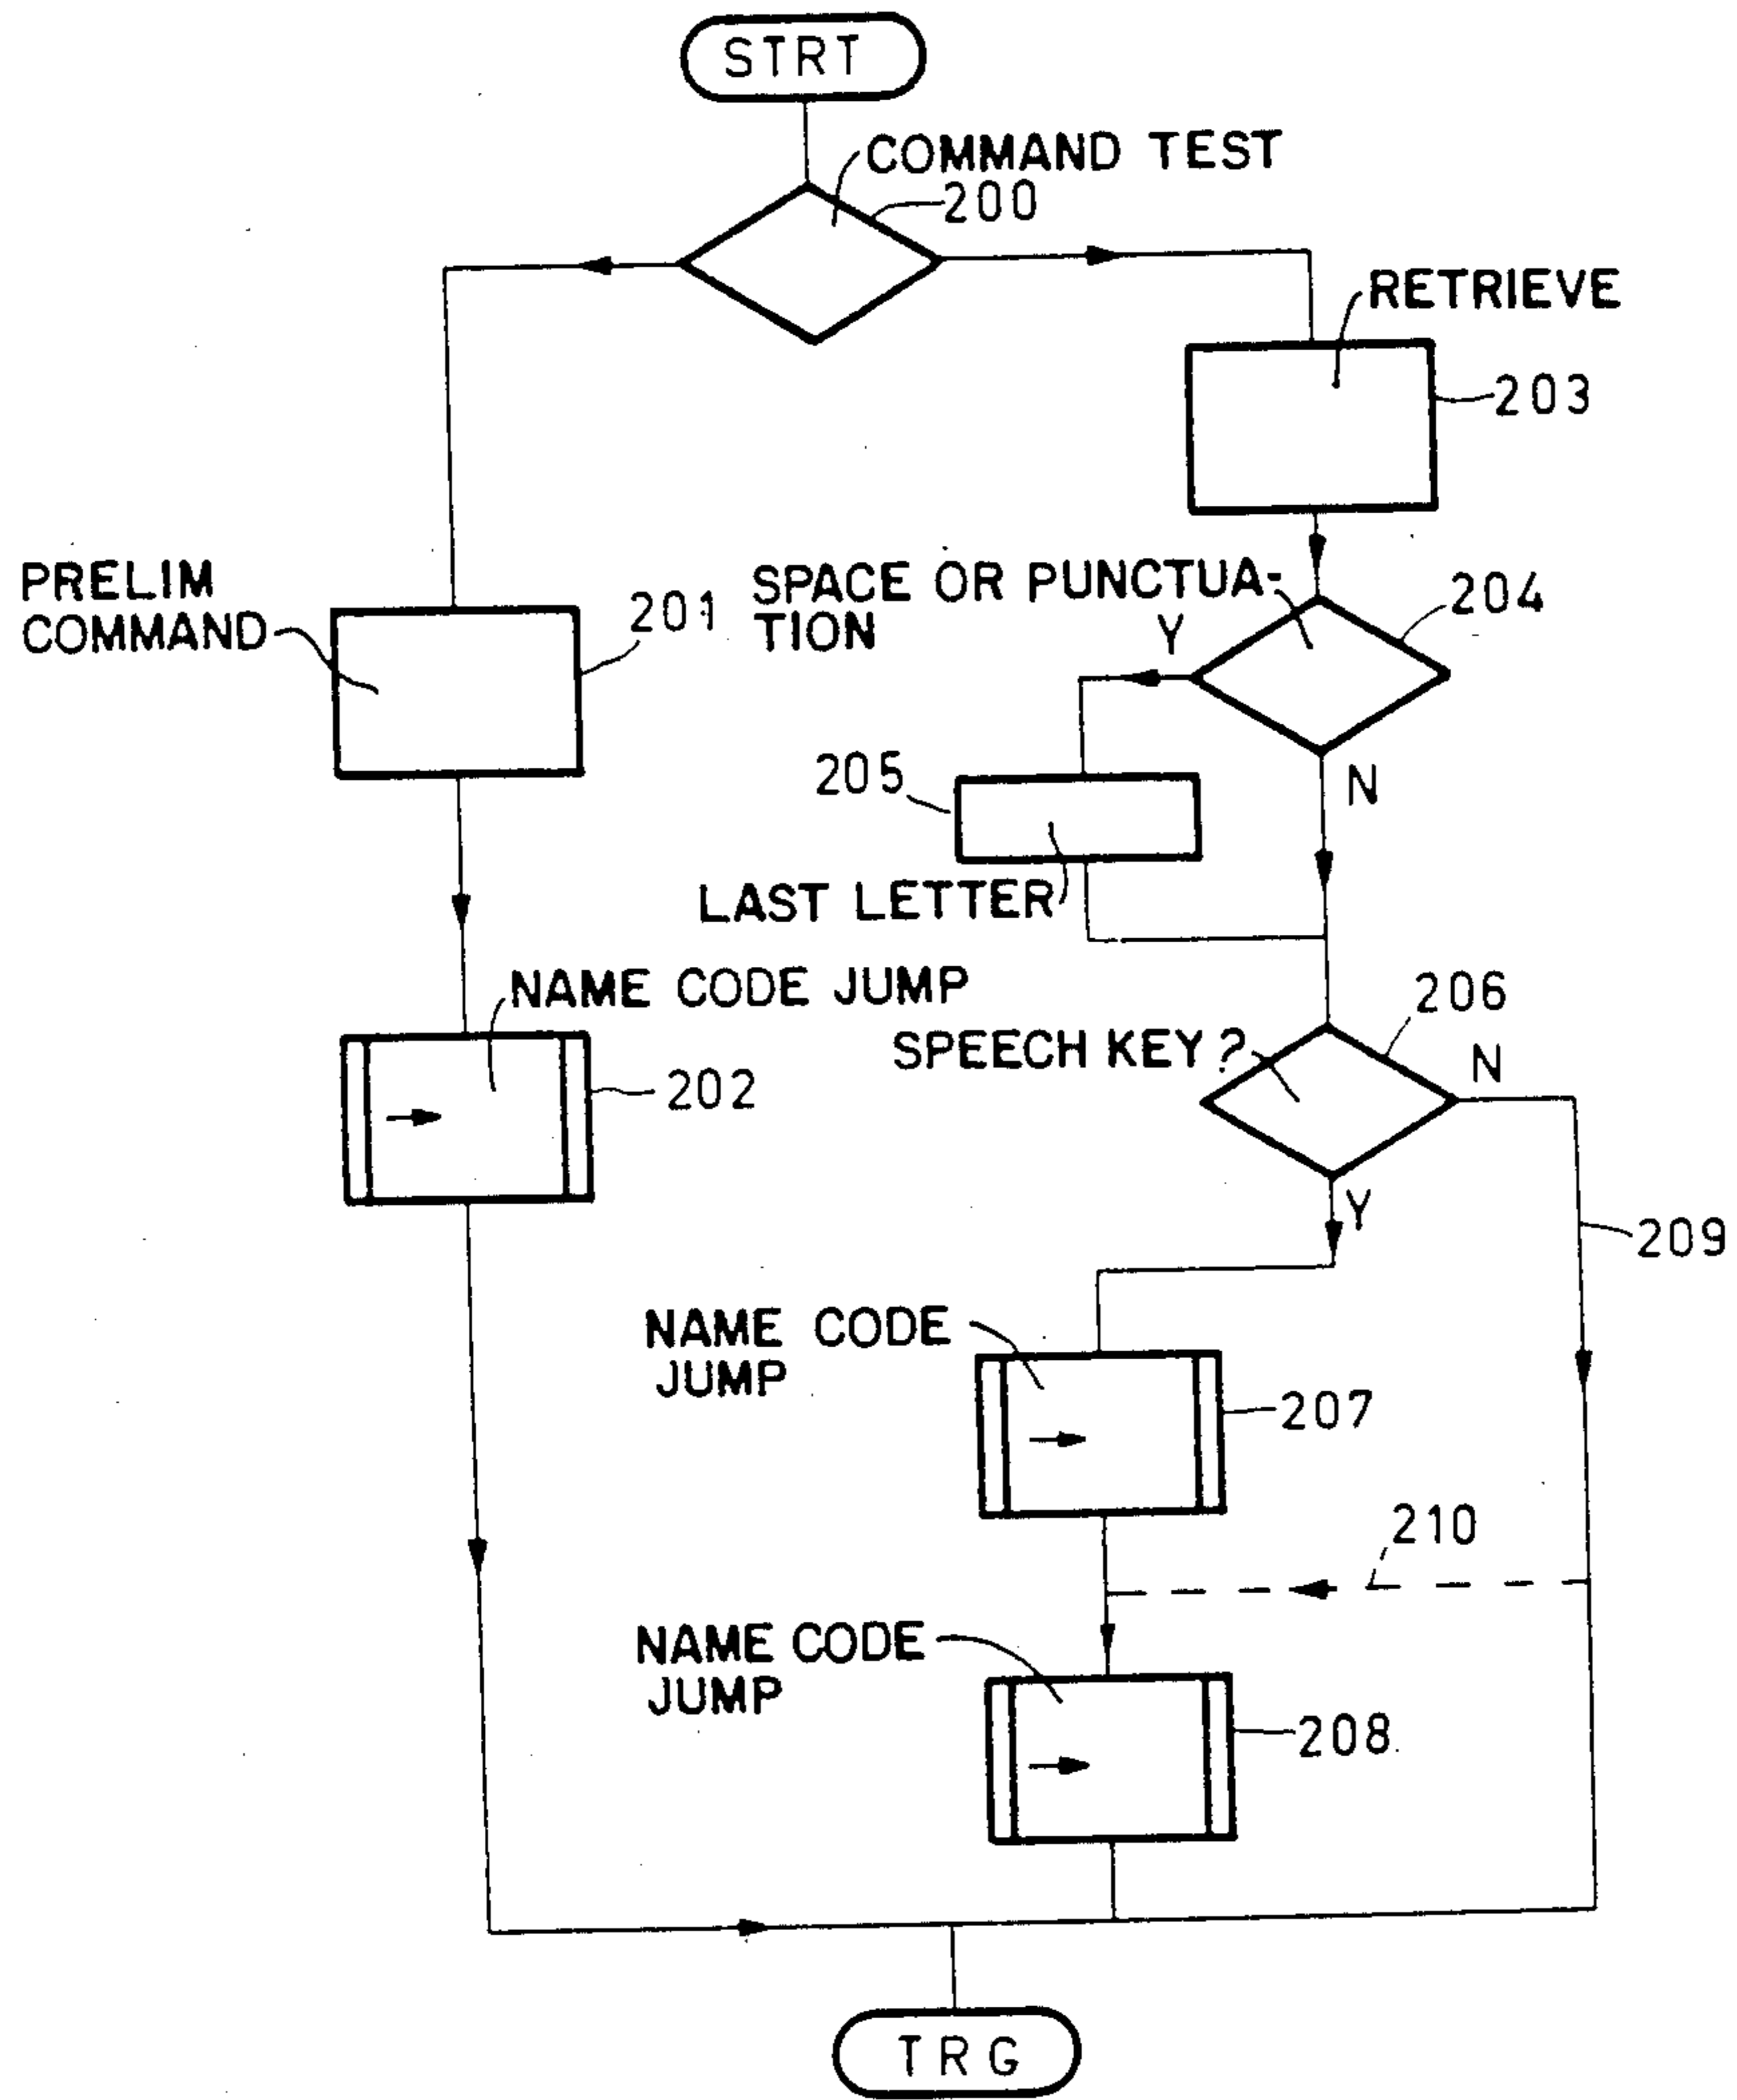 STRT
COMMAND TEST
200
RETRIEVE
203
PRELIM
COMMAND
201
SPACE OR PUNCTUA-
TION
204
Y
N
205
LAST LETTER
NAME CODE JUMP
202
SPEECH KEY?
206
N
Y
209
NAME CODE
JUMP
207
210
NAME CODE
JUMP
208
TRG